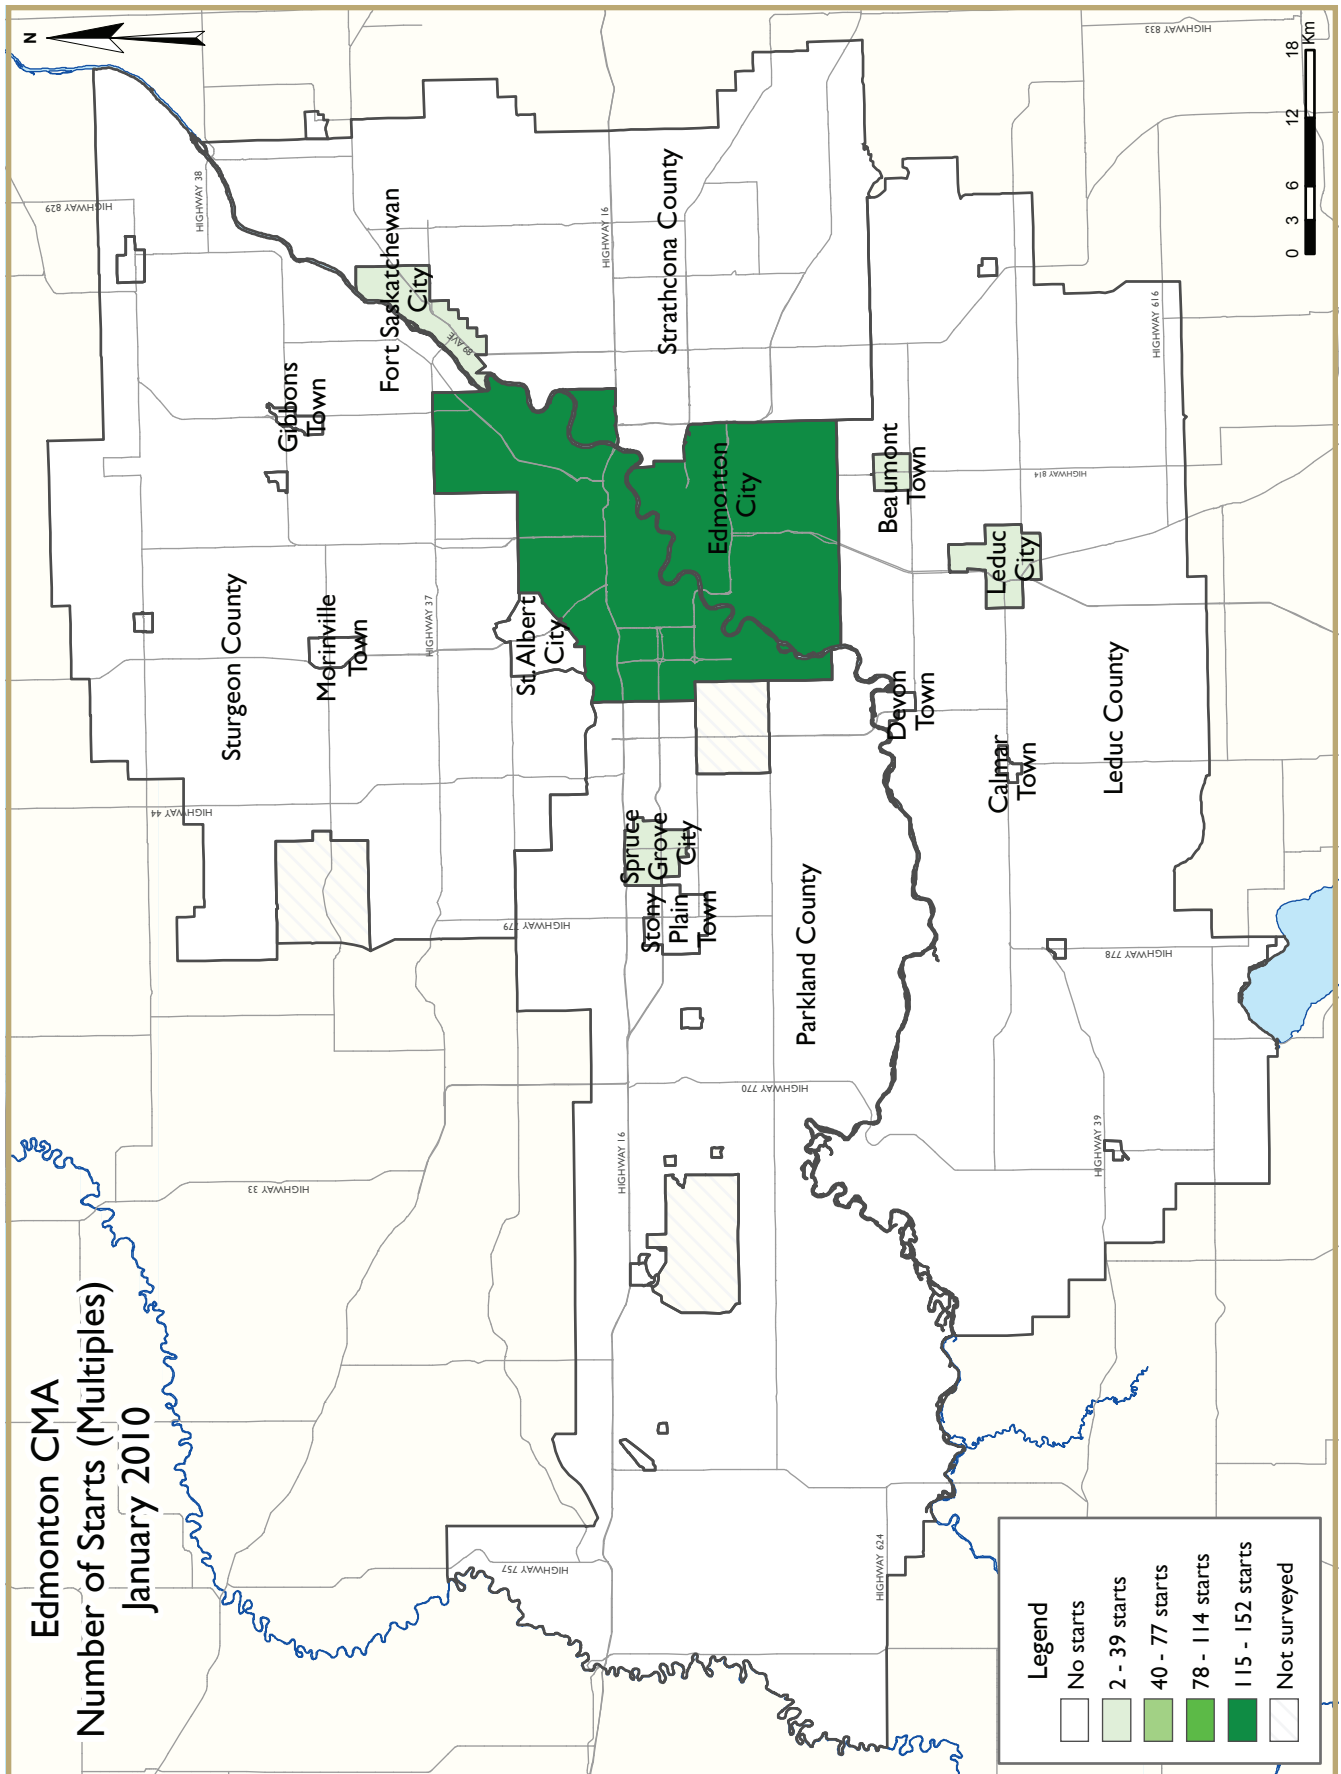 Edmonton CMA
Number of Starts (Multiples)
January 2010
N
HIGHWAY 757
HIGHWAY 33
HIGHWAY 16
HIGHWAY 770
HIGHWAY 779
HIGHWAY 44
HIGHWAY 37
HIGHWAY 829
HIGHWAY 38
HIGHWAY 16
HIGHWAY 833
HIGHWAY 616
HIGHWAY 814
HIGHWAY 778
HIGHWAY 39
HIGHWAY 624
89 AVE
Sturgeon County
Morinville
Town
Gibbons
Town
Fort Saskatchewan
City
St. Albert
City
Edmonton
City
Strathcona County
Spruce
Grove
City
Stony
Plain
Town
Parkland County
Devon
Town
Beaumont
Town
Leduc
City
Calmar
Town
Leduc County
Legend
No starts
2 - 39 starts
40 - 77 starts
78 - 114 starts
115 - 152 starts
Not surveyed
0 3 6 12 18
Km